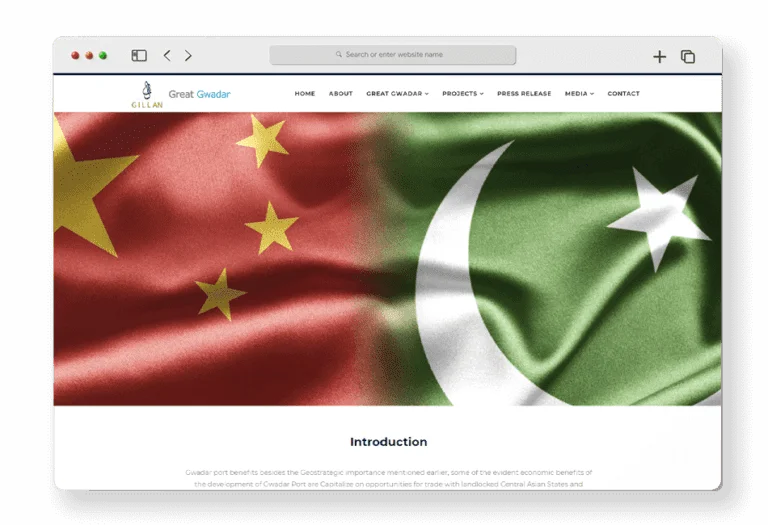 Search or enter website name
GILLAN
Great Gwadar
HOME ABOUT GREAT GWADAR PROJECTS PRESS RELEASE MEDIA CONTACT
Introduction
Gwadar port benefits besides the Geostrategic importance mentioned earlier, some of the evident economic benefits of
the development of Gwadar Port are Capitalize on opportunities for trade with landlocked Central Asian States and